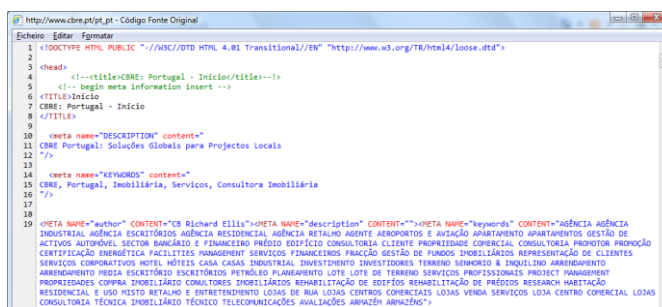 http://www.cbre.pt/pt_pt - Código Fonte Original
Ficheiro Editar Formatar
1 <!DOCTYPE HTML PUBLIC "-//W3C//DTD HTML 4.01 Transitional//EN" "http://www.w3.org/TR/html4/loose.dtd">
2
3 <head>
4 <!--<title>CBRE: Portugal - Início</title>--!>
5 <!-- begin meta information insert -->
6 <TITLE>Início
7 CBRE: Portugal - Início
8 </TITLE>
9
10 <meta name="DESCRIPTION" content="
11 CBRE Portugal: Soluções Globais para Projectos Locais
12 "/>
13
14 <meta name="KEYWORDS" content="
15 CBRE, Portugal, Imobiliária, Serviços, Consultora Imobiliária
16 "/>
17
18
19 <META NAME="author" CONTENT="CB Richard Ellis"><META NAME="description" CONTENT=""><META NAME="keywords" CONTENT="AGÊNCIA AGÊNCIA
INDUSTRIAL AGÊNCIA ESCRITÓRIOS AGÊNCIA RESIDENCIAL AGÊNCIA RETALHO AGENTE AEROPORTOS E AVIAÇÃO APARTAMENTO APARTAMENTOS GESTÃO DE
ACTIVOS AUTOMÓVEL SECTOR BANCÁRIO E FINANCEIRO PRÉDIO EDIFÍCIO CONSULTORIA CLIENTE PROPRIEDADE COMERCIAL CONSULTORIA PROMOTOR PROMOÇÃO
CERTIFICAÇÃO ENERGÉTICA FACILTIES MANAGEMENT SERVIÇOS FINANCEIROS FRACÇÃO GESTÃO DE FUNDOS IMOBILIÁRIOS REPRESENTAÇÃO DE CLIENTES
SERVIÇOS CORPORATIVOS HOTEL HÓTEIS CASA CASAS INDUSTRIAL INVESTIMENTO INVESTIDORES TERRENO SENHORIO & INQUILINO ARRENDAMENTO
ARRENDAMENTO MEDIA ESCRITÓRIO ESCRITÓRIOS PETRÓLEO PLANEAMENTO LOTE LOTE DE TERRENO SERVIÇOS PROFISSIONAIS PROJECT MANAGEMENT
PROPRIEDADES COMPRA IMOBILIÁRIO CONULTORES IMOBILIÁRIOS REHABILITAÇÃO DE EDIFÍOS REHABILITAÇÃO DE PRÉDIOS RESEARCH HABITAÇÃO
RESIDENCIAL E USO MISTO RETALHO E ENTRETENIMENTO LOJAS DE RUA LOJAS CENTROS COMERCIAIS LOJAS VENDA SERVIÇOS LOJA CENTRO COMERCIAL LOJAS
CONSULTORIA TÉCNICA IMOBILIÁRIO TÉCNICO TELECOMUNICAÇÕES AVALIAÇÕES ARMAZÉM ARMAZÉNS">